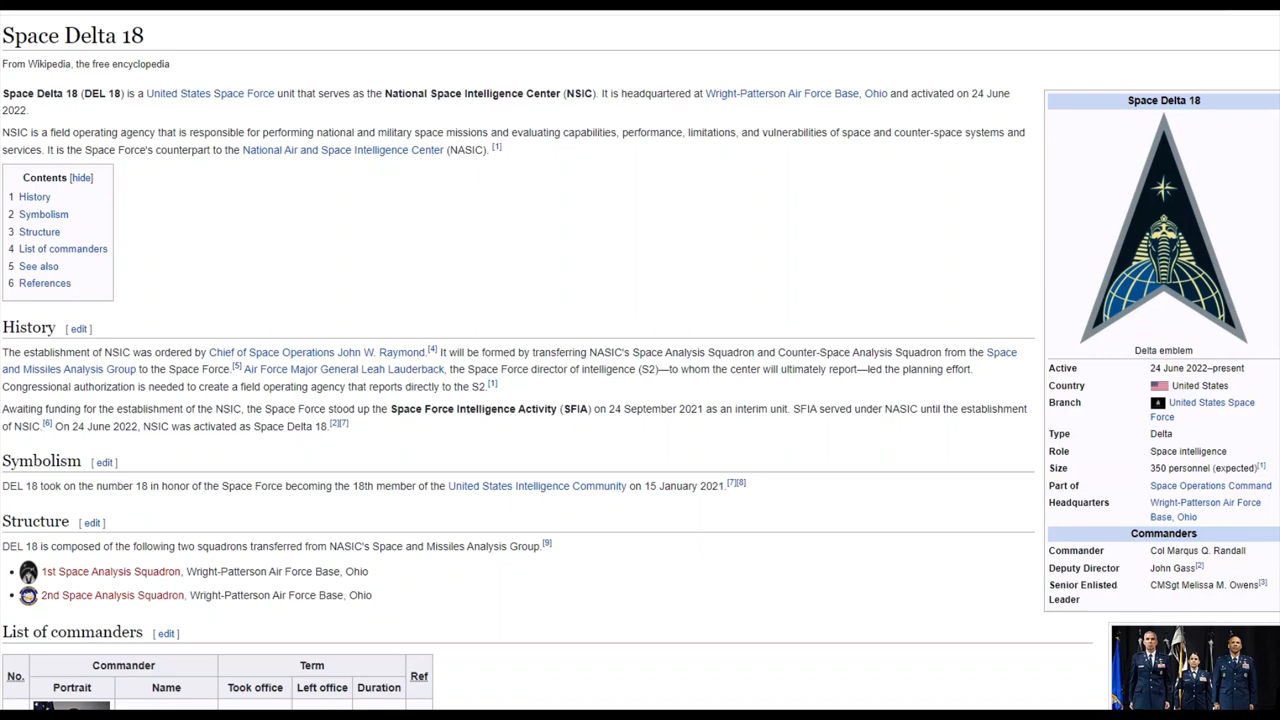 Space Delta 18
From Wikipedia, the free encyclopedia
Space Delta 18 (DEL 18) is a United States Space Force unit that serves as the National Space Intelligence Center (NSIC). It is headquartered at Wright-Patterson Air Force Base, Ohio and activated on 24 June
2022.
NSIC is a field operating agency that is responsible for performing national and military space missions and evaluating capabilities, performance, limitations, and vulnerabilities of space and counter-space systems and
services. It is the Space Force's counterpart to the National Air and Space Intelligence Center (NASIC). [1]
Contents [hide]
1 History
2 Symbolism
3 Structure
4 List of commanders
5 See also
6 References
History [ edit ]
The establishment of NSIC was ordered by Chief of Space Operations John W. Raymond.[4] It will be formed by transferring NASIC's Space Analysis Squadron and Counter-Space Analysis Squadron from the Space
and Missiles Analysis Group to the Space Force.[5] Air Force Major General Leah Lauderback, the Space Force director of intelligence (S2)—to whom the center will ultimately report—led the planning effort.
Congressional authorization is needed to create a field operating agency that reports directly to the S2.[1]
Awaiting funding for the establishment of the NSIC, the Space Force stood up the Space Force Intelligence Activity (SFIA) on 24 September 2021 as an interim unit. SFIA served under NASIC until the establishment
of NSIC.[6] On 24 June 2022, NSIC was activated as Space Delta 18.[2][7]
Symbolism [ edit ]
DEL 18 took on the number 18 in honor of the Space Force becoming the 18th member of the United States Intelligence Community on 15 January 2021.[7][8]
Structure [ edit ]
DEL 18 is composed of the following two squadrons transferred from NASIC's Space and Missiles Analysis Group.[9]
• 1st Space Analysis Squadron, Wright-Patterson Air Force Base, Ohio
• 2nd Space Analysis Squadron, Wright-Patterson Air Force Base, Ohio
List of commanders [ edit ]
No. Commander Term Ref
Portrait Name Took office Left office Duration
Space Delta 18
Delta emblem
Active 24 June 2022–present
Country United States
Branch United States Space
Force
Type Delta
Role Space intelligence
Size 350 personnel (expected)[1]
Part of Space Operations Command
Headquarters Wright-Patterson Air Force
Base, Ohio
Commanders
Commander Col Marqus Q. Randall
Deputy Director John Gass[2]
Senior Enlisted CMSgt Melissa M. Owens[3]
Leader